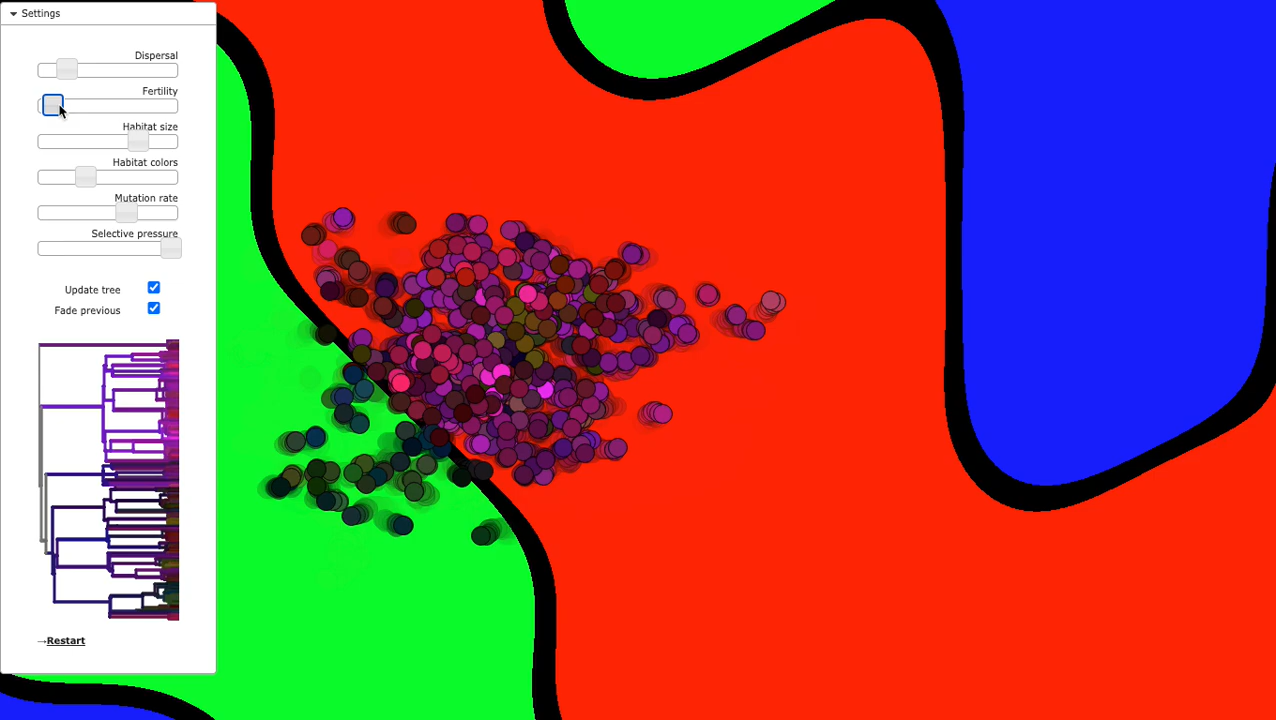 Settings
Dispersal
Fertility
Habitat size
Habitat colors
Mutation rate
Selective pressure
Update tree
Fade previous
→Restart